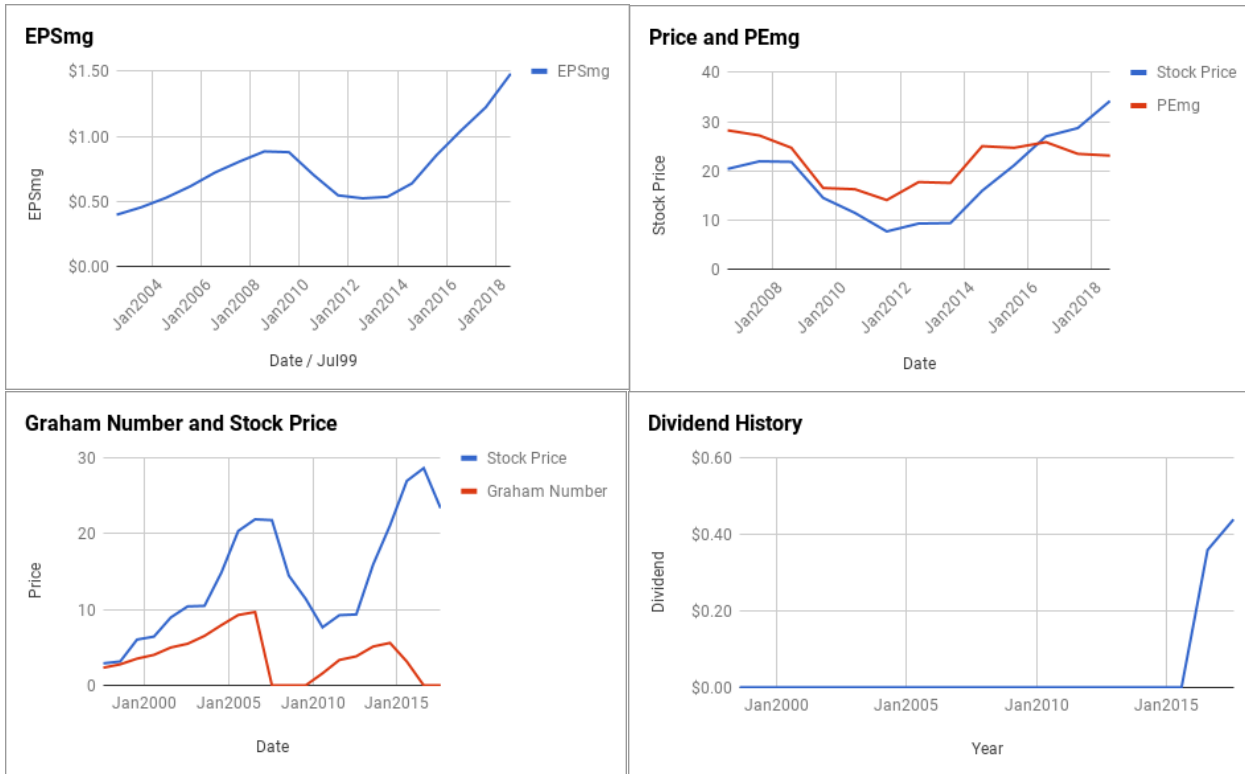 EPSmg
EPSmg
$1.50
$1.00
$0.50
$0.00
EPSmg
Jan2004
Jan2006
Jan2008
Jan2010
Jan2012
Jan2014
Jan2016
Jan2018
Date / Jul99
Price and PEmg
Stock Price
PEmg
40
30
20
10
0
Stock Price
Jan2008
Jan2010
Jan2012
Jan2014
Jan2016
Jan2018
Date
Graham Number and Stock Price
Stock Price
Graham Number
30
20
10
0
Price
Jan2000
Jan2005
Jan2010
Jan2015
Date
Dividend History
$0.60
$0.40
$0.20
$0.00
Dividend
Jan2000
Jan2005
Jan2010
Jan2015
Year